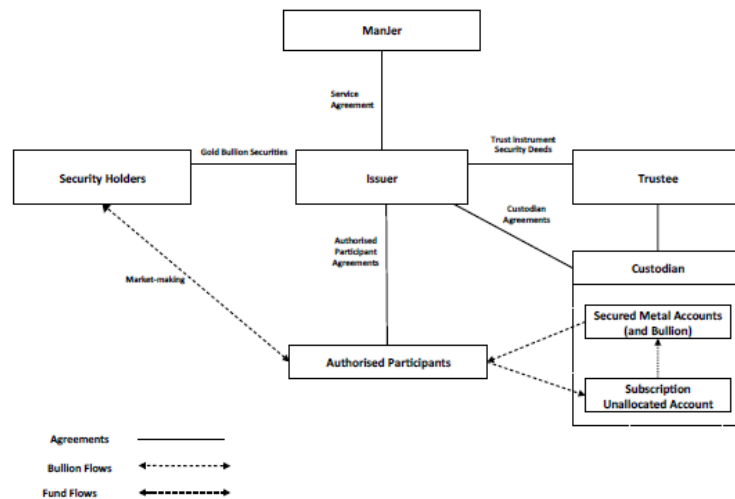 ManJer
Service
Agreement
Gold Bullion Securities
Trust Instrument
Security Deeds
Security Holders
Issuer
Trustee
Custodian
Agreements
Authorised
Participant
Agreements
Custodian
Market-making
Secured Metal Accounts
(and Bullion)
Authorised Participants
Subscription
Unallocated Account
Agreements
Bullion Flows
Fund Flows